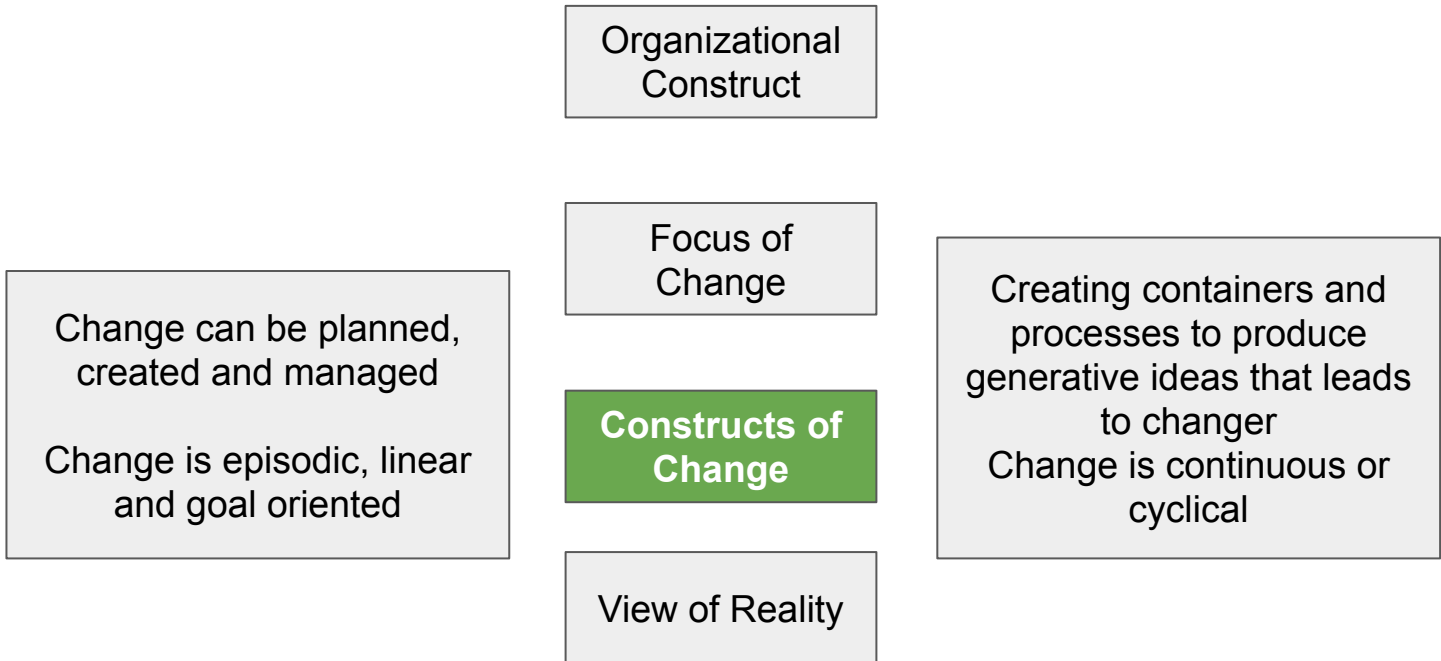 Organizational
Construct
Focus of
Change
Change can be planned,
created and managed
Change is episodic, linear
and goal oriented
Constructs of
Change
Creating containers and
processes to produce
generative ideas that leads
to changer
Change is continuous or
cyclical
View of Reality